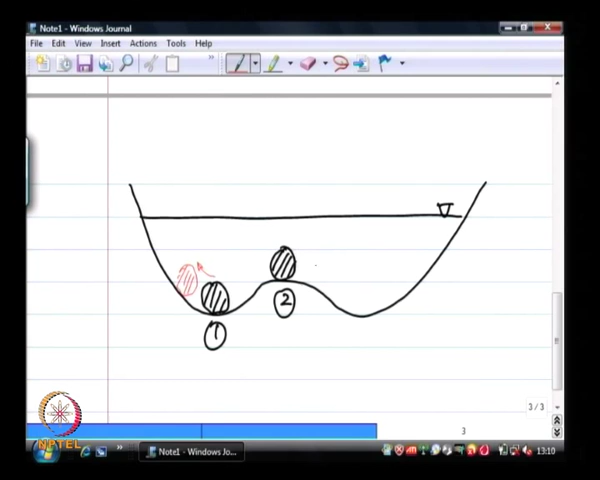 Note1 - Windows Journal
File Edit View Insert Actions Tools Help
1
2
3/3
3
NPTEL
Note1 - Windows Jo...
13:10